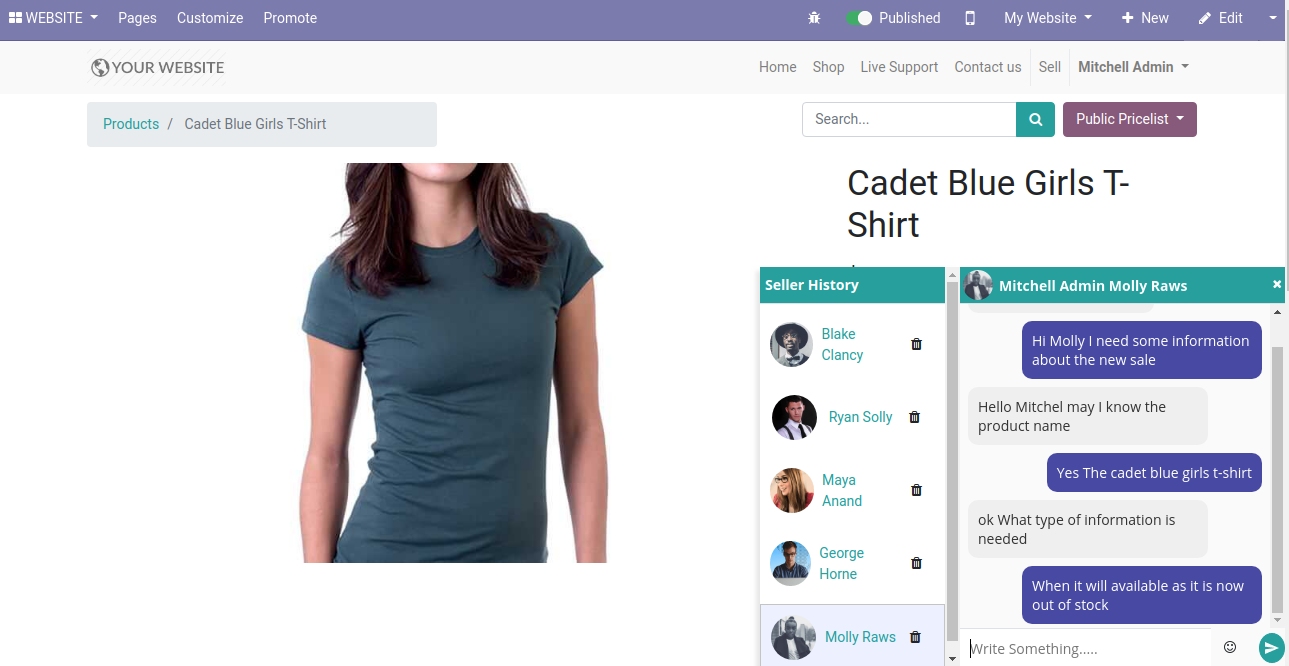 WEBSITE Pages Customize Promote Published My Website New Edit
YOUR WEBSITE Home Shop Live Support Contact us Sell Mitchell Admin
Products / Cadet Blue Girls T-Shirt
Search...
Public Pricelist
Cadet Blue Girls T-
Shirt
Seller History
Blake
Clancy
Ryan Solly
Maya
Anand
George
Horne
Molly Raws
Mitchell Admin Molly Raws
Hi Molly I need some information
about the new sale
Hello Mitchel may I know the
product name
Yes The cadet blue girls t-shirt
ok What type of information is
needed
When it will available as it is now
out of stock
Write Something.....